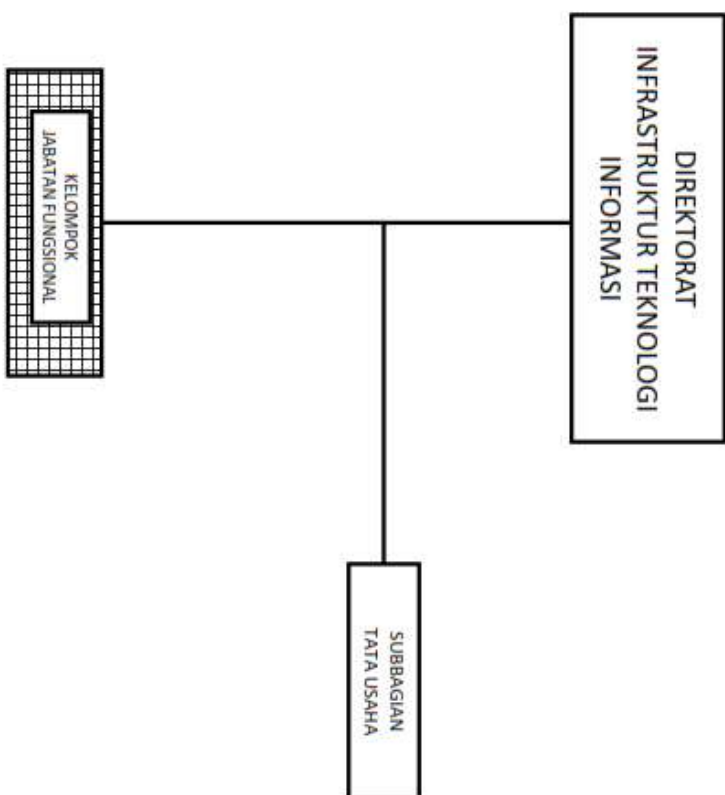 DIREKTORAT
INFRASTRUKTUR TEKNOLOGI
INFORMASI
SUBBAGIAN
TATA USAHA
KELOMPOK
JABATAN FUNGSIONAL